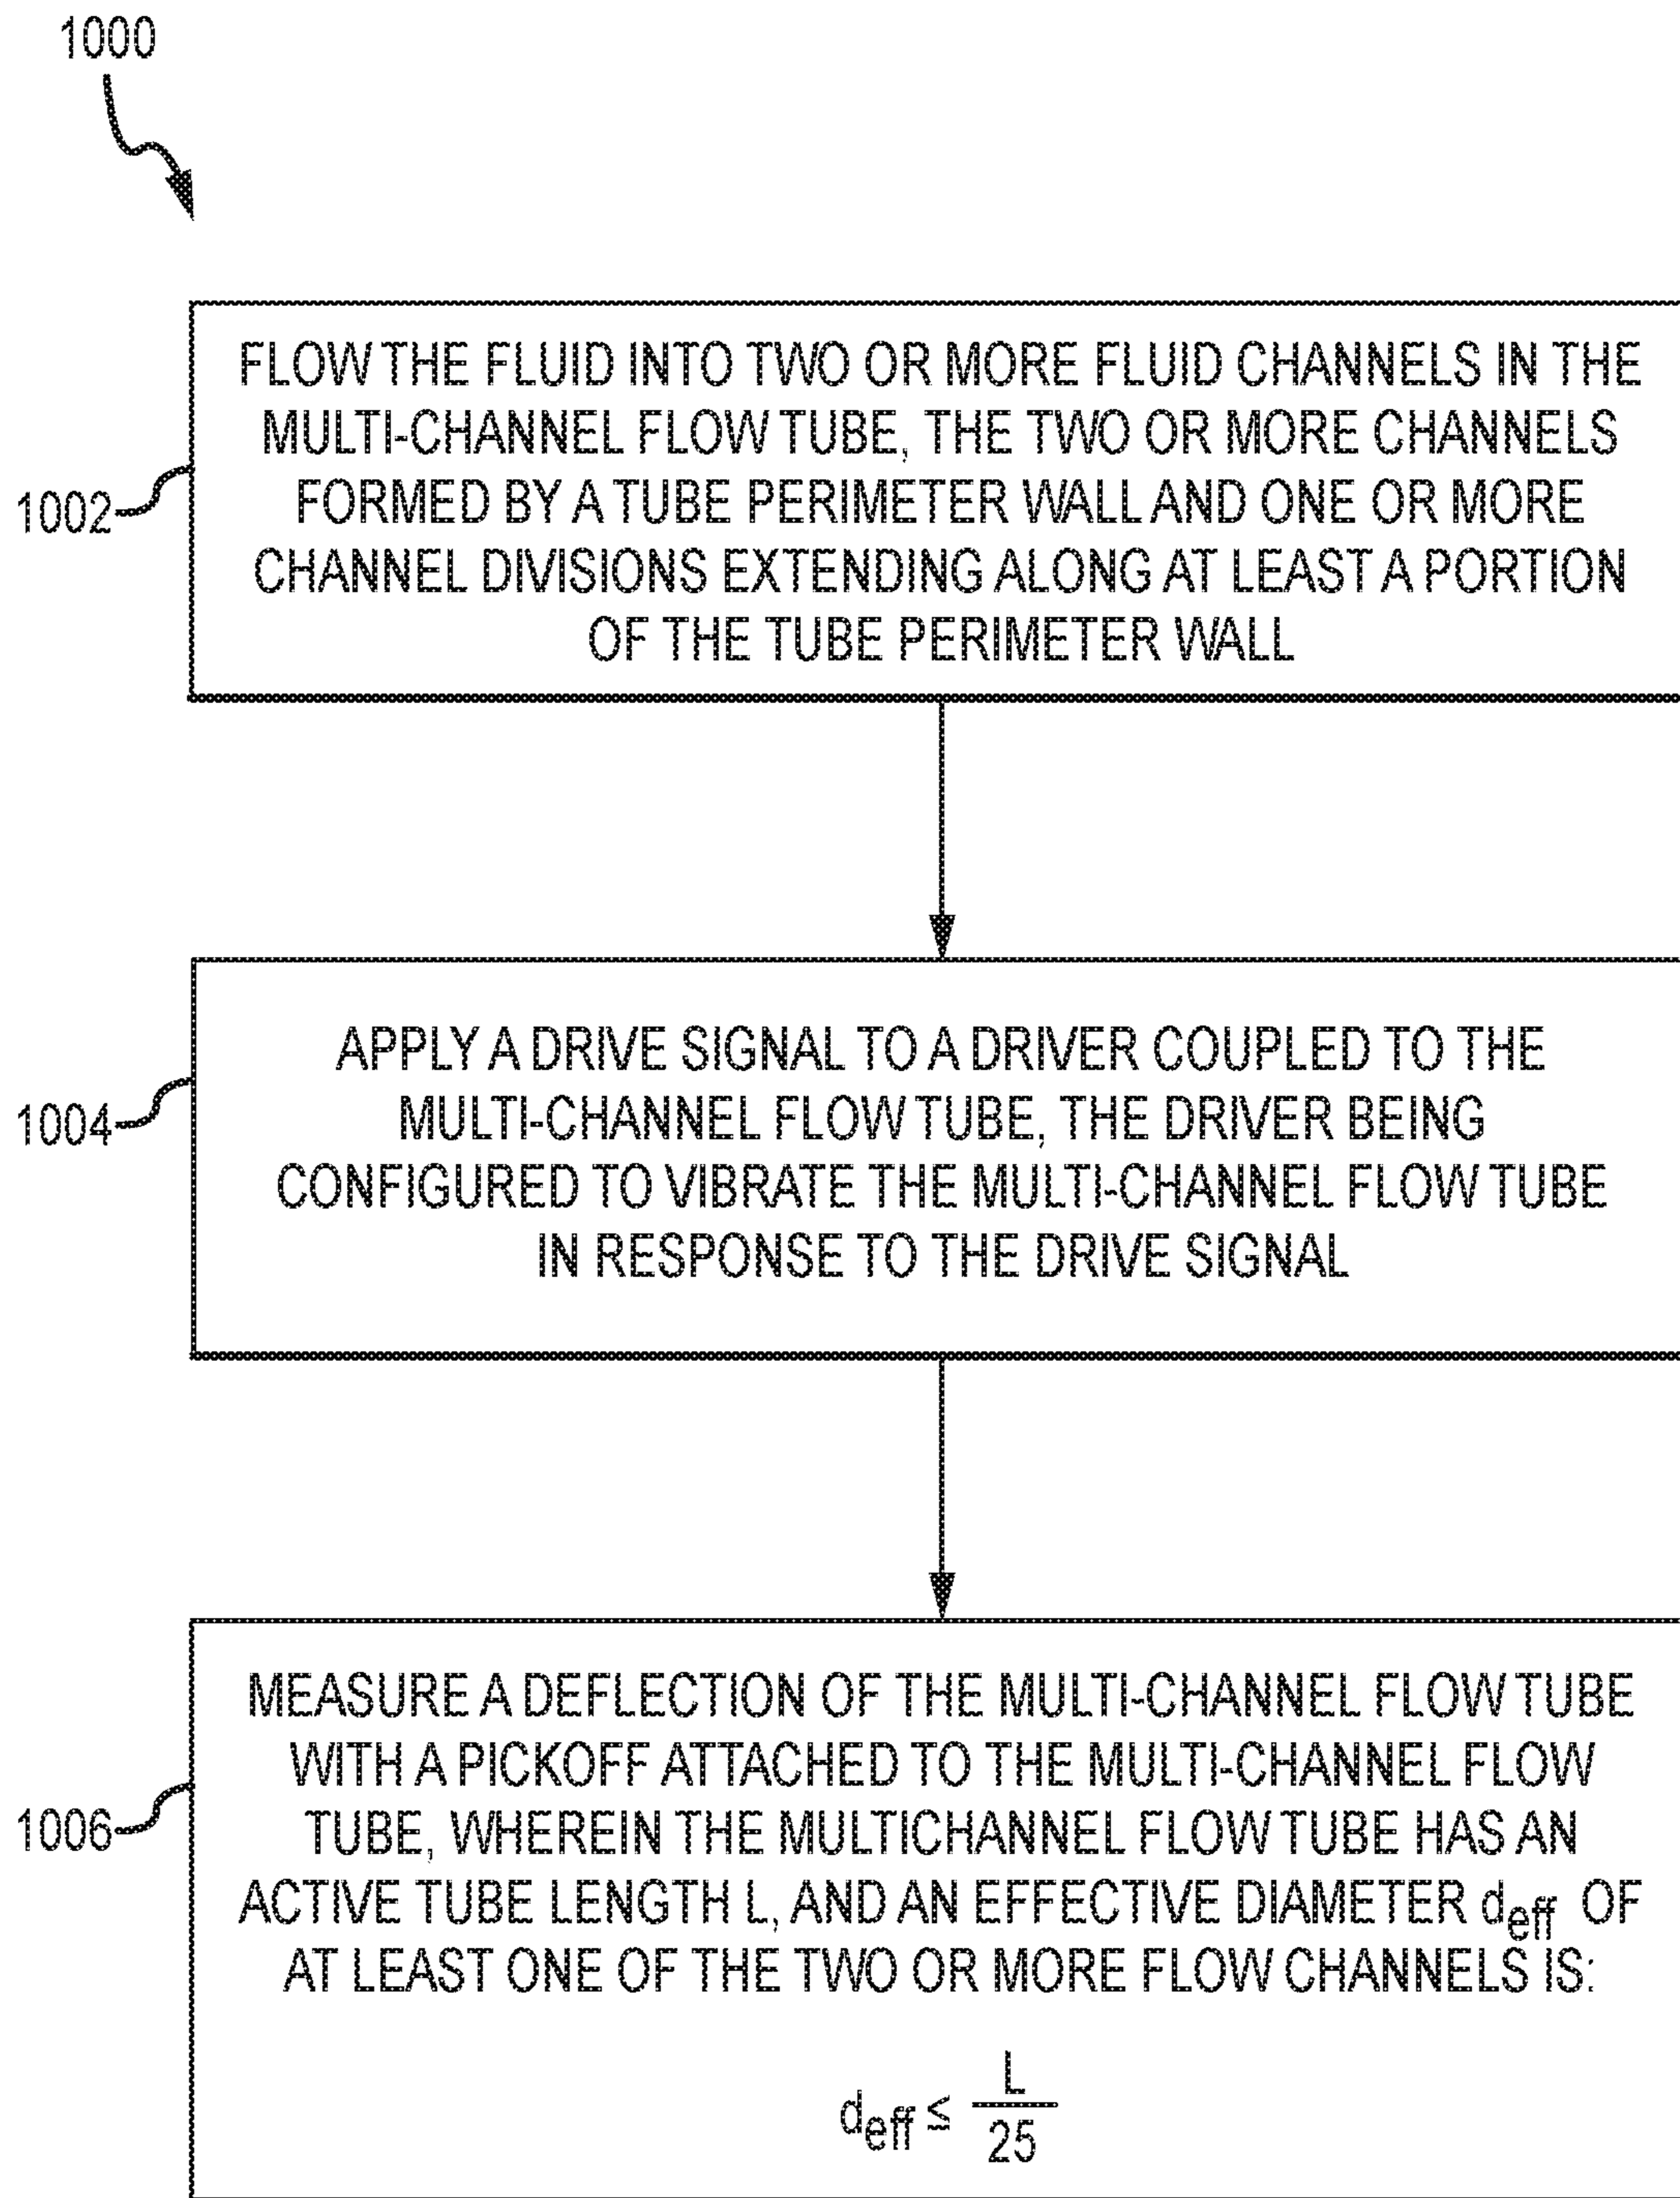 1000
FLOW THE FLUID INTO TWO OR MORE FLUID CHANNELS IN THE
MULTI-CHANNEL FLOW TUBE, THE TWO OR MORE CHANNELS
FORMED BY A TUBE PERIMETER WALL AND ONE OR MORE
CHANNEL DIVISIONS EXTENDING ALONG AT LEAST A PORTION
OF THE TUBE PERIMETER WALL
1002
APPLY A DRIVE SIGNAL TO A DRIVER COUPLED TO THE
MULTI-CHANNEL FLOW TUBE, THE DRIVER BEING
CONFIGURED TO VIBRATE THE MULTI-CHANNEL FLOW TUBE
IN RESPONSE TO THE DRIVE SIGNAL
1004
MEASURE A DEFLECTION OF THE MULTI-CHANNEL FLOW TUBE
WITH A PICKOFF ATTACHED TO THE MULTI-CHANNEL FLOW
TUBE, WHEREIN THE MULTICHANNEL FLOW TUBE HAS AN
ACTIVE TUBE LENGTH L, AND AN EFFECTIVE DIAMETER deff OF
AT LEAST ONE OF THE TWO OR MORE FLOW CHANNELS IS:
deff ≤ L/25
1006